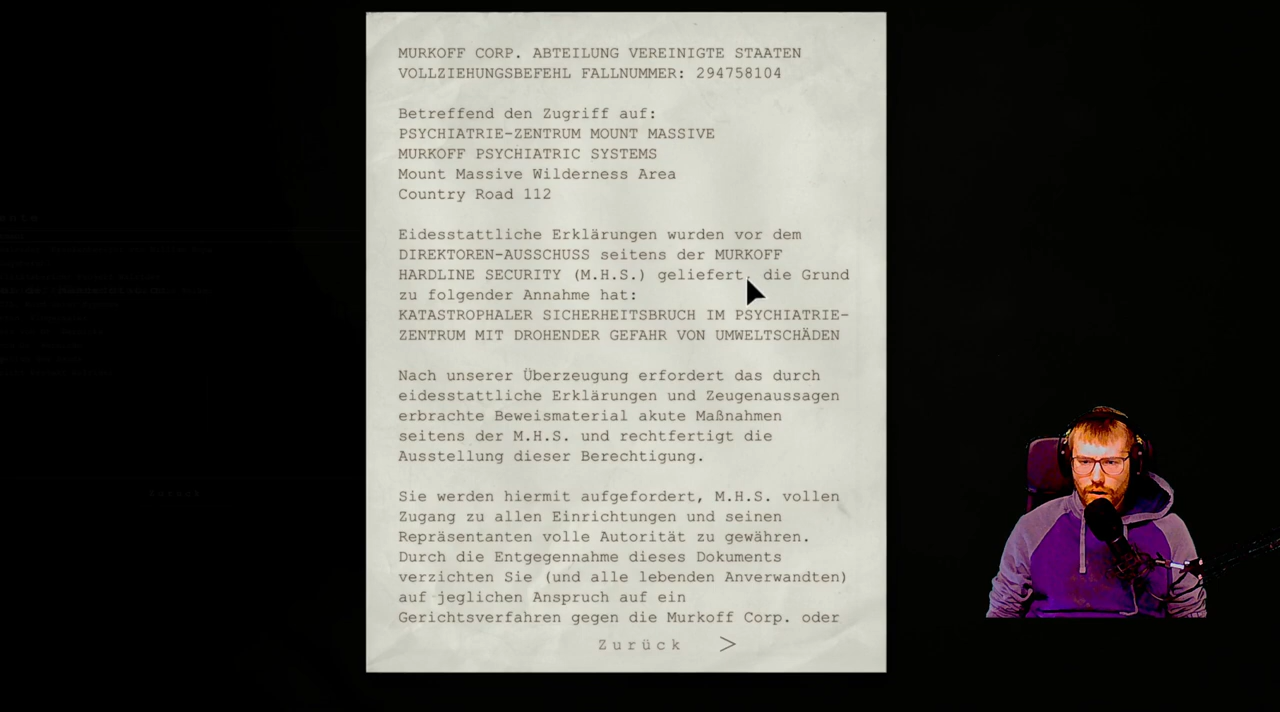 MURKOFF CORP. ABTEILUNG VEREINIGTE STAATEN
VOLLZIEHUNGSBEFEHL FALLNUMMER: 294758104
Betreffend den Zugriff auf:
PSYCHIATRIE-ZENTRUM MOUNT MASSIVE
MURKOFF PSYCHIATRIC SYSTEMS
Mount Massive Wilderness Area
Country Road 112
Eidesstattliche Erklärungen wurden vor dem
DIREKTOREN-AUSSCHUSS seitens der MURKOFF
HARDLINE SECURITY (M.H.S.) geliefert, die Grund
zu folgender Annahme hat:
KATASTROPHALER SICHERHEITSBRUCH IM PSYCHIATRIE-
ZENTRUM MIT DROHENDER GEFAHR VON UMWELTSCHÄDEN
Nach unserer Überzeugung erfordert das durch
eidesstattliche Erklärungen und Zeugenaussagen
erbrachte Beweismaterial akute Maßnahmen
seitens der M.H.S. und rechtfertigt die
Ausstellung dieser Berechtigung.
Sie werden hiermit aufgefordert, M.H.S. vollen
Zugang zu allen Einrichtungen und seinen
Repräsentanten volle Autorität zu gewähren.
Durch die Entgegennahme dieses Dokuments
verzichten Sie (und alle lebenden Anverwandten)
auf jeglichen Anspruch auf ein
Gerichtsverfahren gegen die Murkoff Corp. oder
Zurück >
Zurück